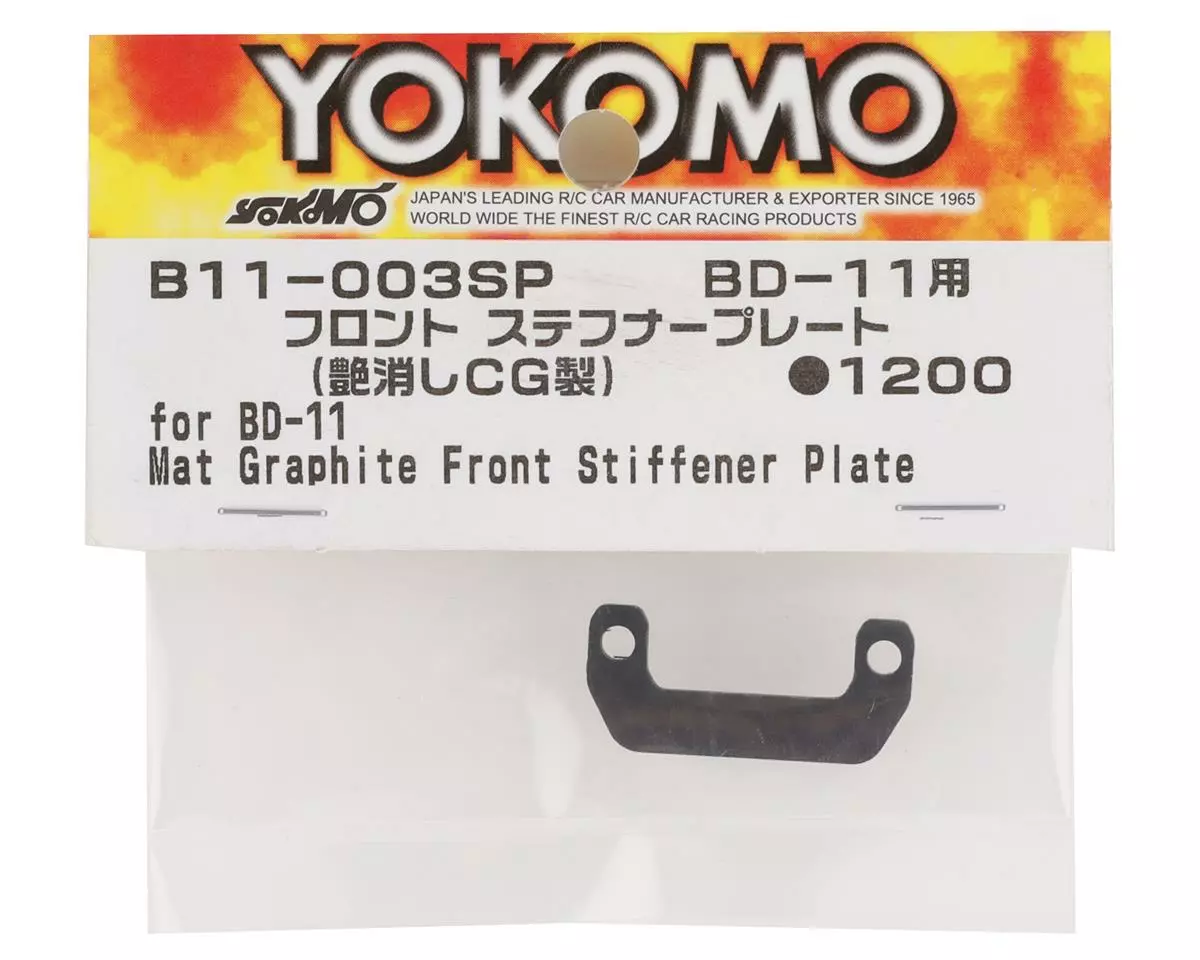 YOKOMO
YOKOMO JAPAN'S LEADING R/C CAR MANUFACTURER & EXPORTER SINCE 1965
WORLD WIDE THE FINEST R/C CAR RACING PRODUCTS
B11-003SP BD-11用
フロント ステフナープレート
(艶消しCG製) ●1200
for BD-11
Mat Graphite Front Stiffener Plate